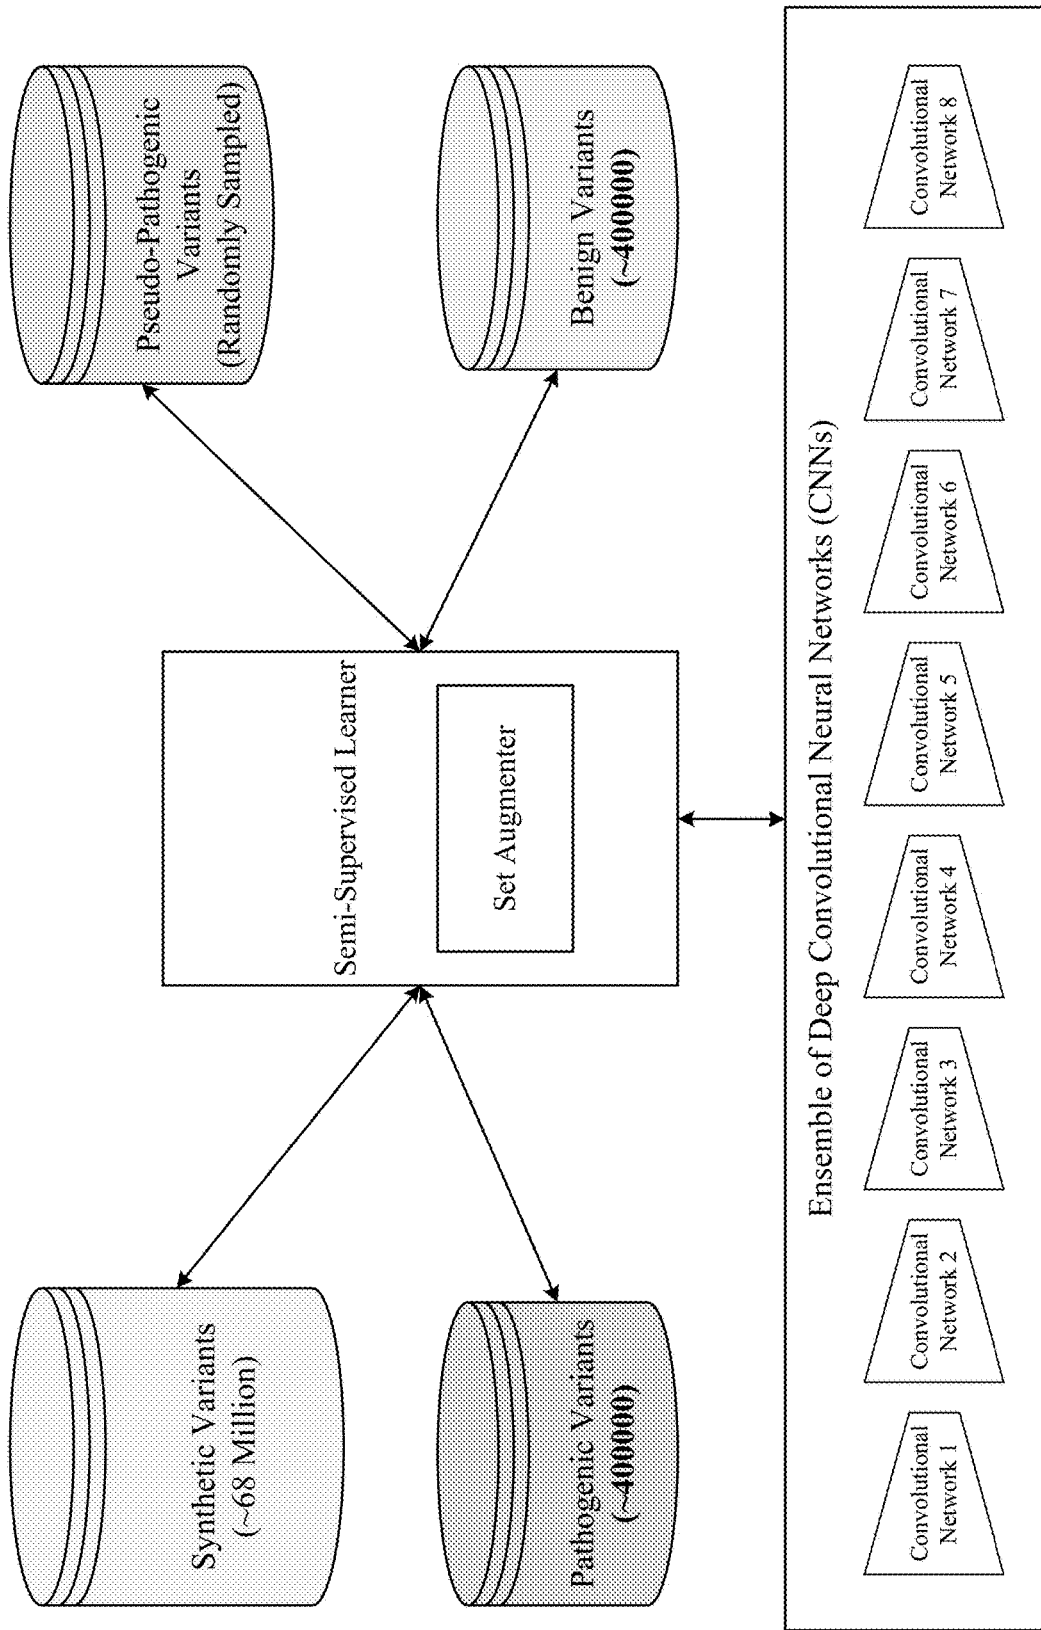 Synthetic Variants
(~68 Million)
Pseudo-Pathogenic
Variants
(Randomly Sampled)
Semi-Supervised Learner
Set Augmenter
Pathogenic Variants
(~400000)
Benign Variants
(~400000)
Ensemble of Deep Convolutional Neural Networks (CNNs)
Convolutional
Network 1
Convolutional
Network 2
Convolutional
Network 3
Convolutional
Network 4
Convolutional
Network 5
Convolutional
Network 6
Convolutional
Network 7
Convolutional
Network 8